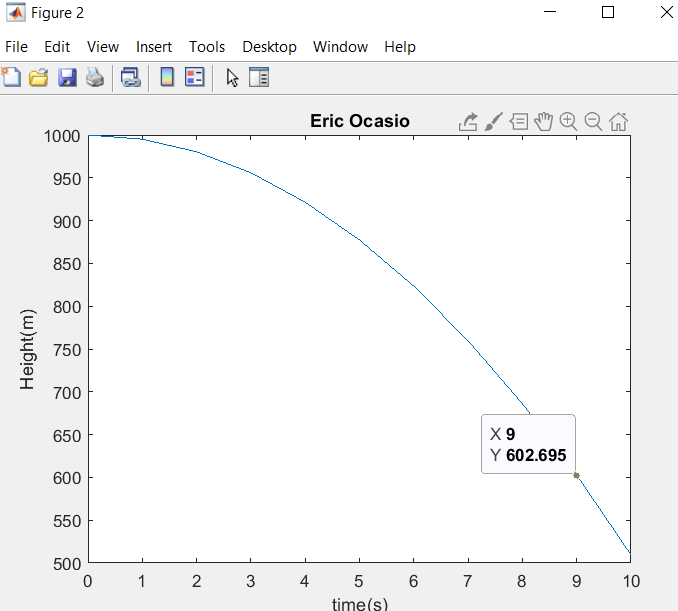 Figure 2
File Edit View Insert Tools Desktop Window Help
Eric Ocasio
1000
950
900
850
800
750
700
650
600
550
500
Height(m)
X 9
Y 602.695
0 1 2 3 4 5 6 7 8 9 10
time(s)